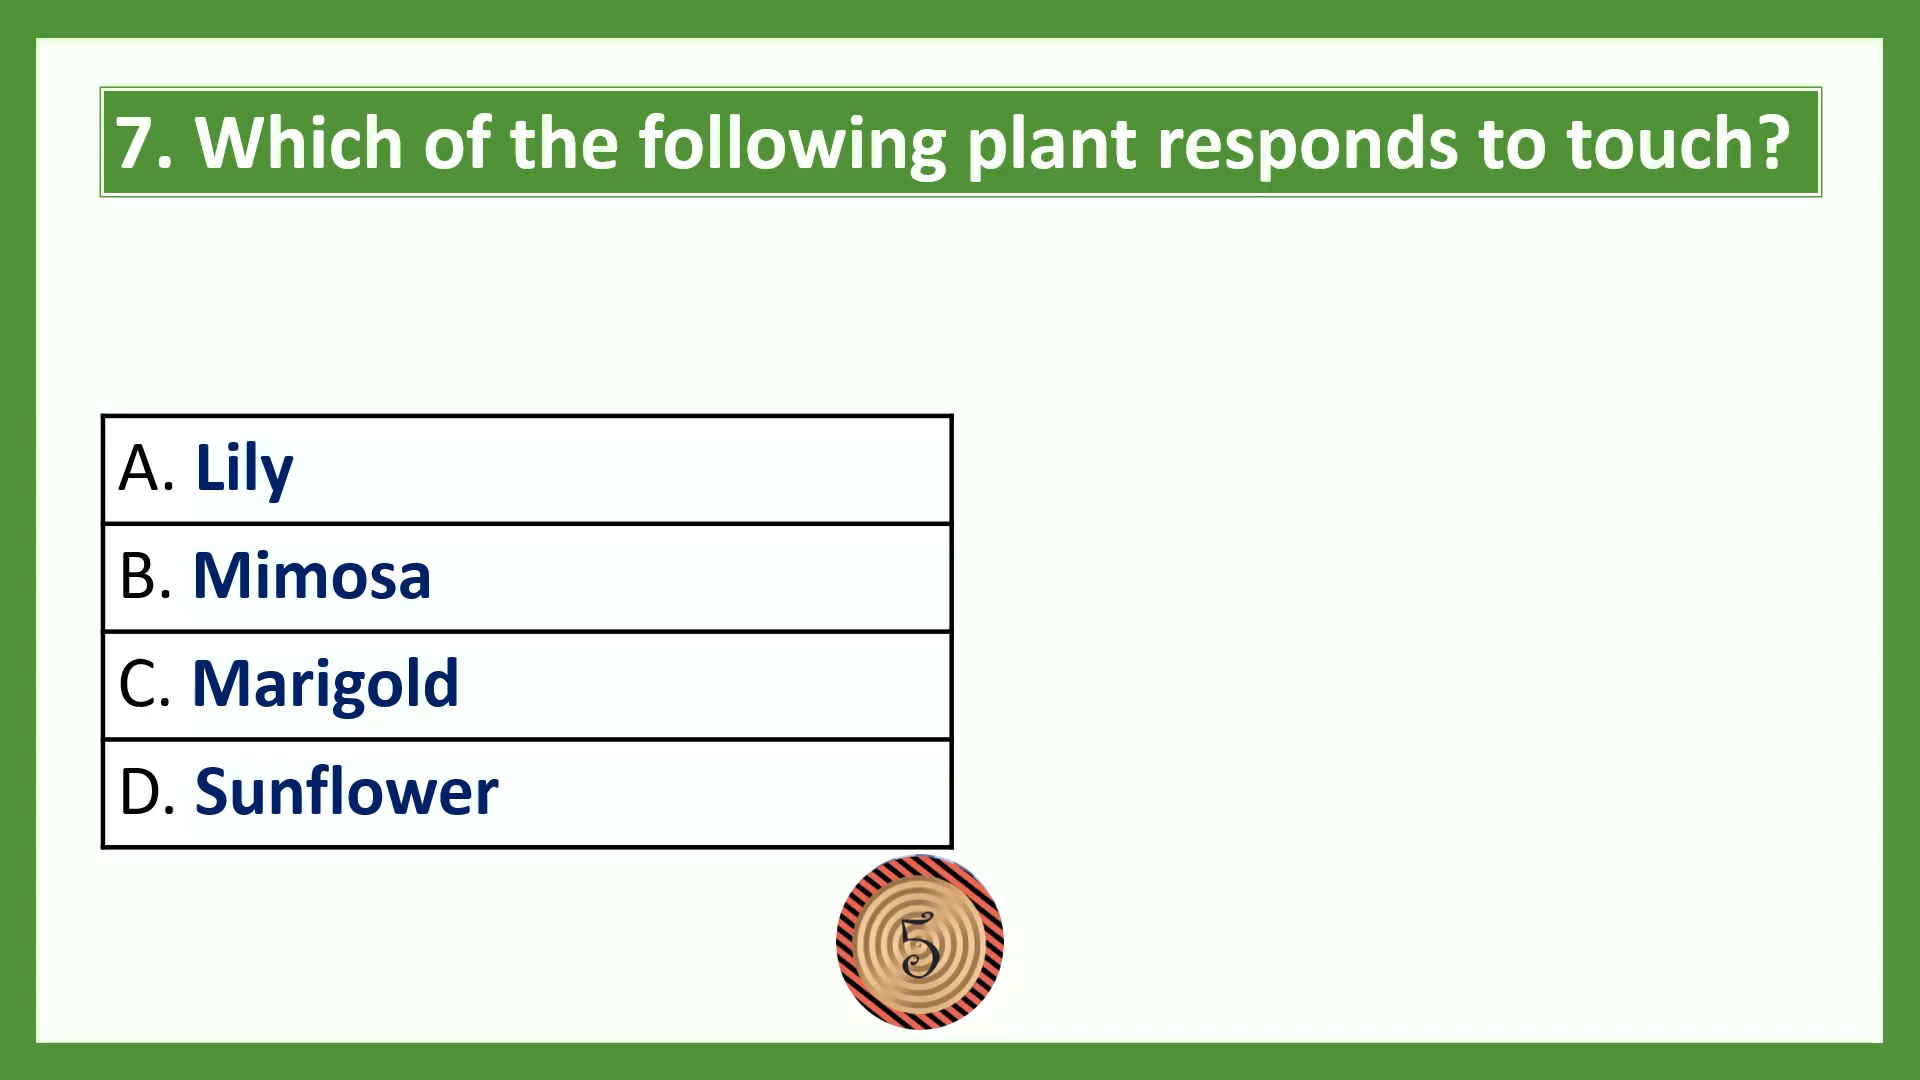 7. Which of the following plant responds to touch?
A. Lily
B. Mimosa
C. Marigold
D. Sunflower
5